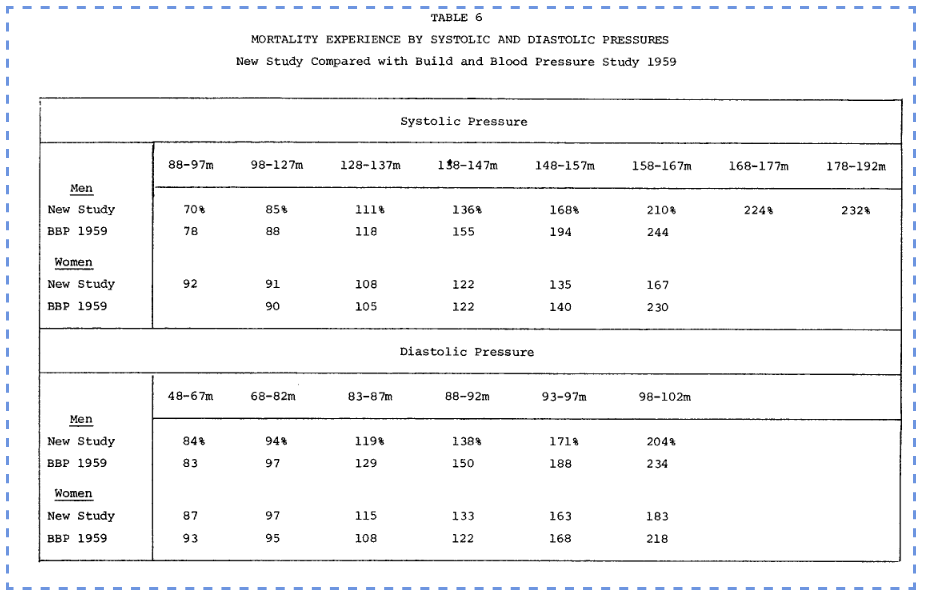 TABLE 6
MORTALITY EXPERIENCE BY SYSTOLIC AND DIASTOLIC PRESSURES
New Study Compared with Build and Blood Pressure Study 1959
Systolic Pressure
88-97m 98-127m 128-137m 138-147m 148-157m 158-167m 168-177m 178-192m
Men
New Study 70% 85% 111% 136% 168% 210% 224% 232%
BBP 1959 78 88 118 155 194 244
Women
New Study 92 91 108 122 135 167
BBP 1959 90 105 122 140 230
Diastolic Pressure
48-67m 68-82m 83-87m 88-92m 93-97m 98-102m
Men
New Study 84% 94% 119% 138% 171% 204%
BBP 1959 83 97 129 150 188 234
Women
New Study 87 97 115 133 163 183
BBP 1959 93 95 108 122 168 218